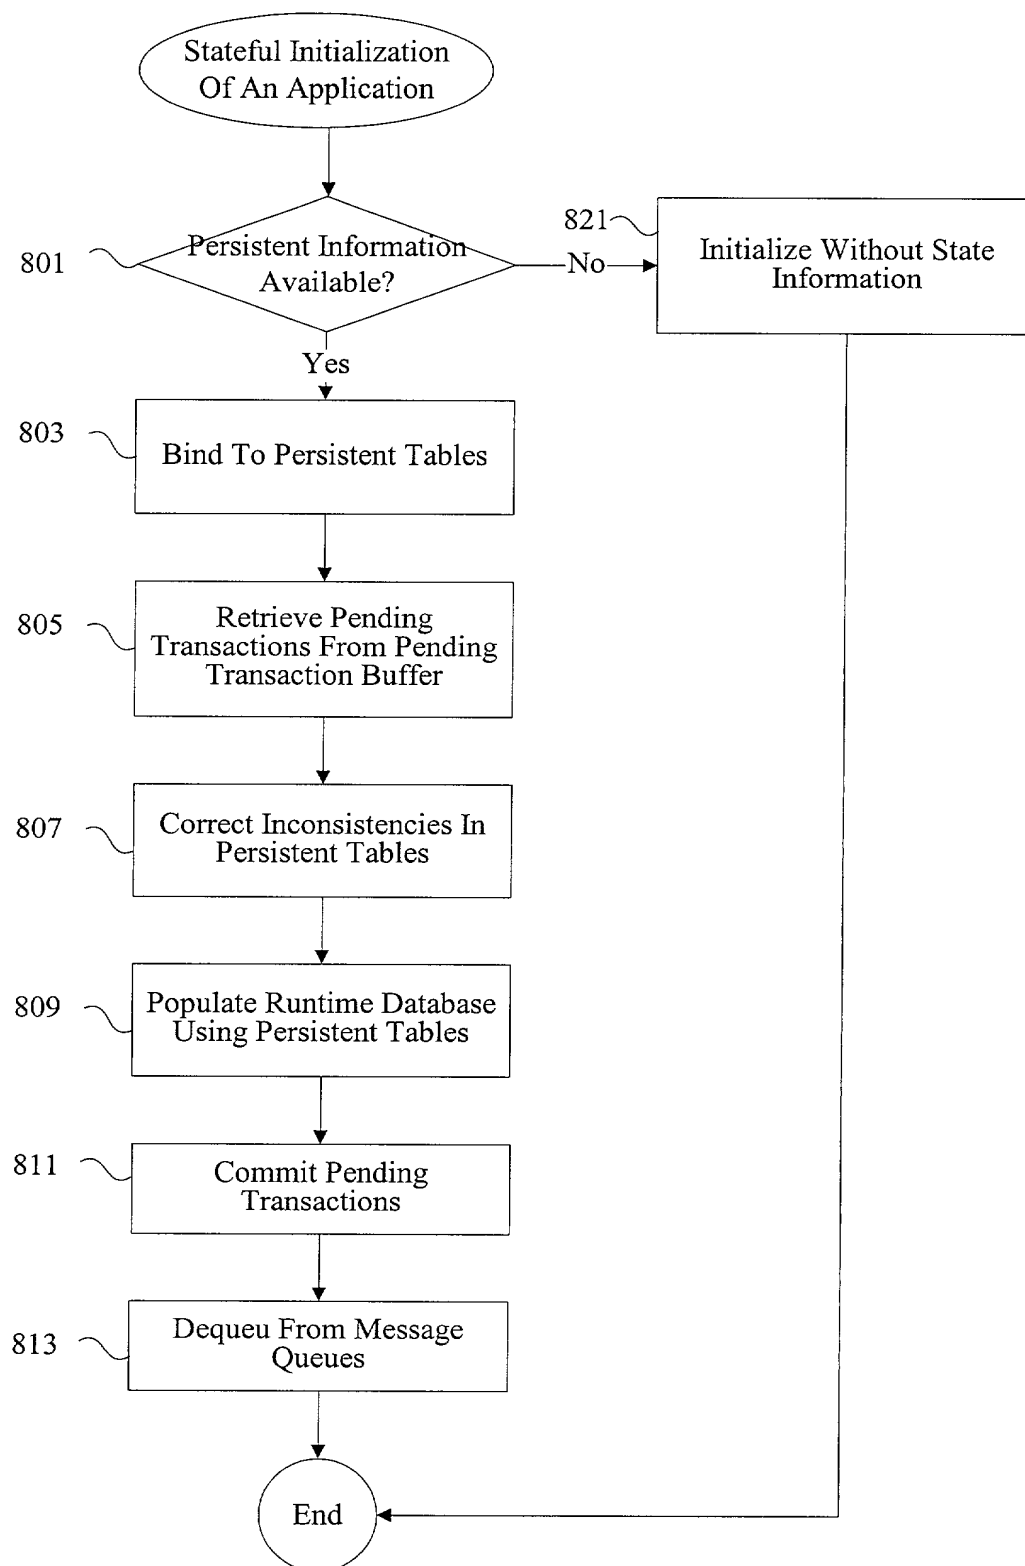 Stateful Initialization
Of An Application
801
Persistent Information
Available?
No
821
Initialize Without State
Information
Yes
803
Bind To Persistent Tables
805
Retrieve Pending
Transactions From Pending
Transaction Buffer
807
Correct Inconsistencies In
Persistent Tables
809
Populate Runtime Database
Using Persistent Tables
811
Commit Pending
Transactions
813
Dequeu From Message
Queues
End